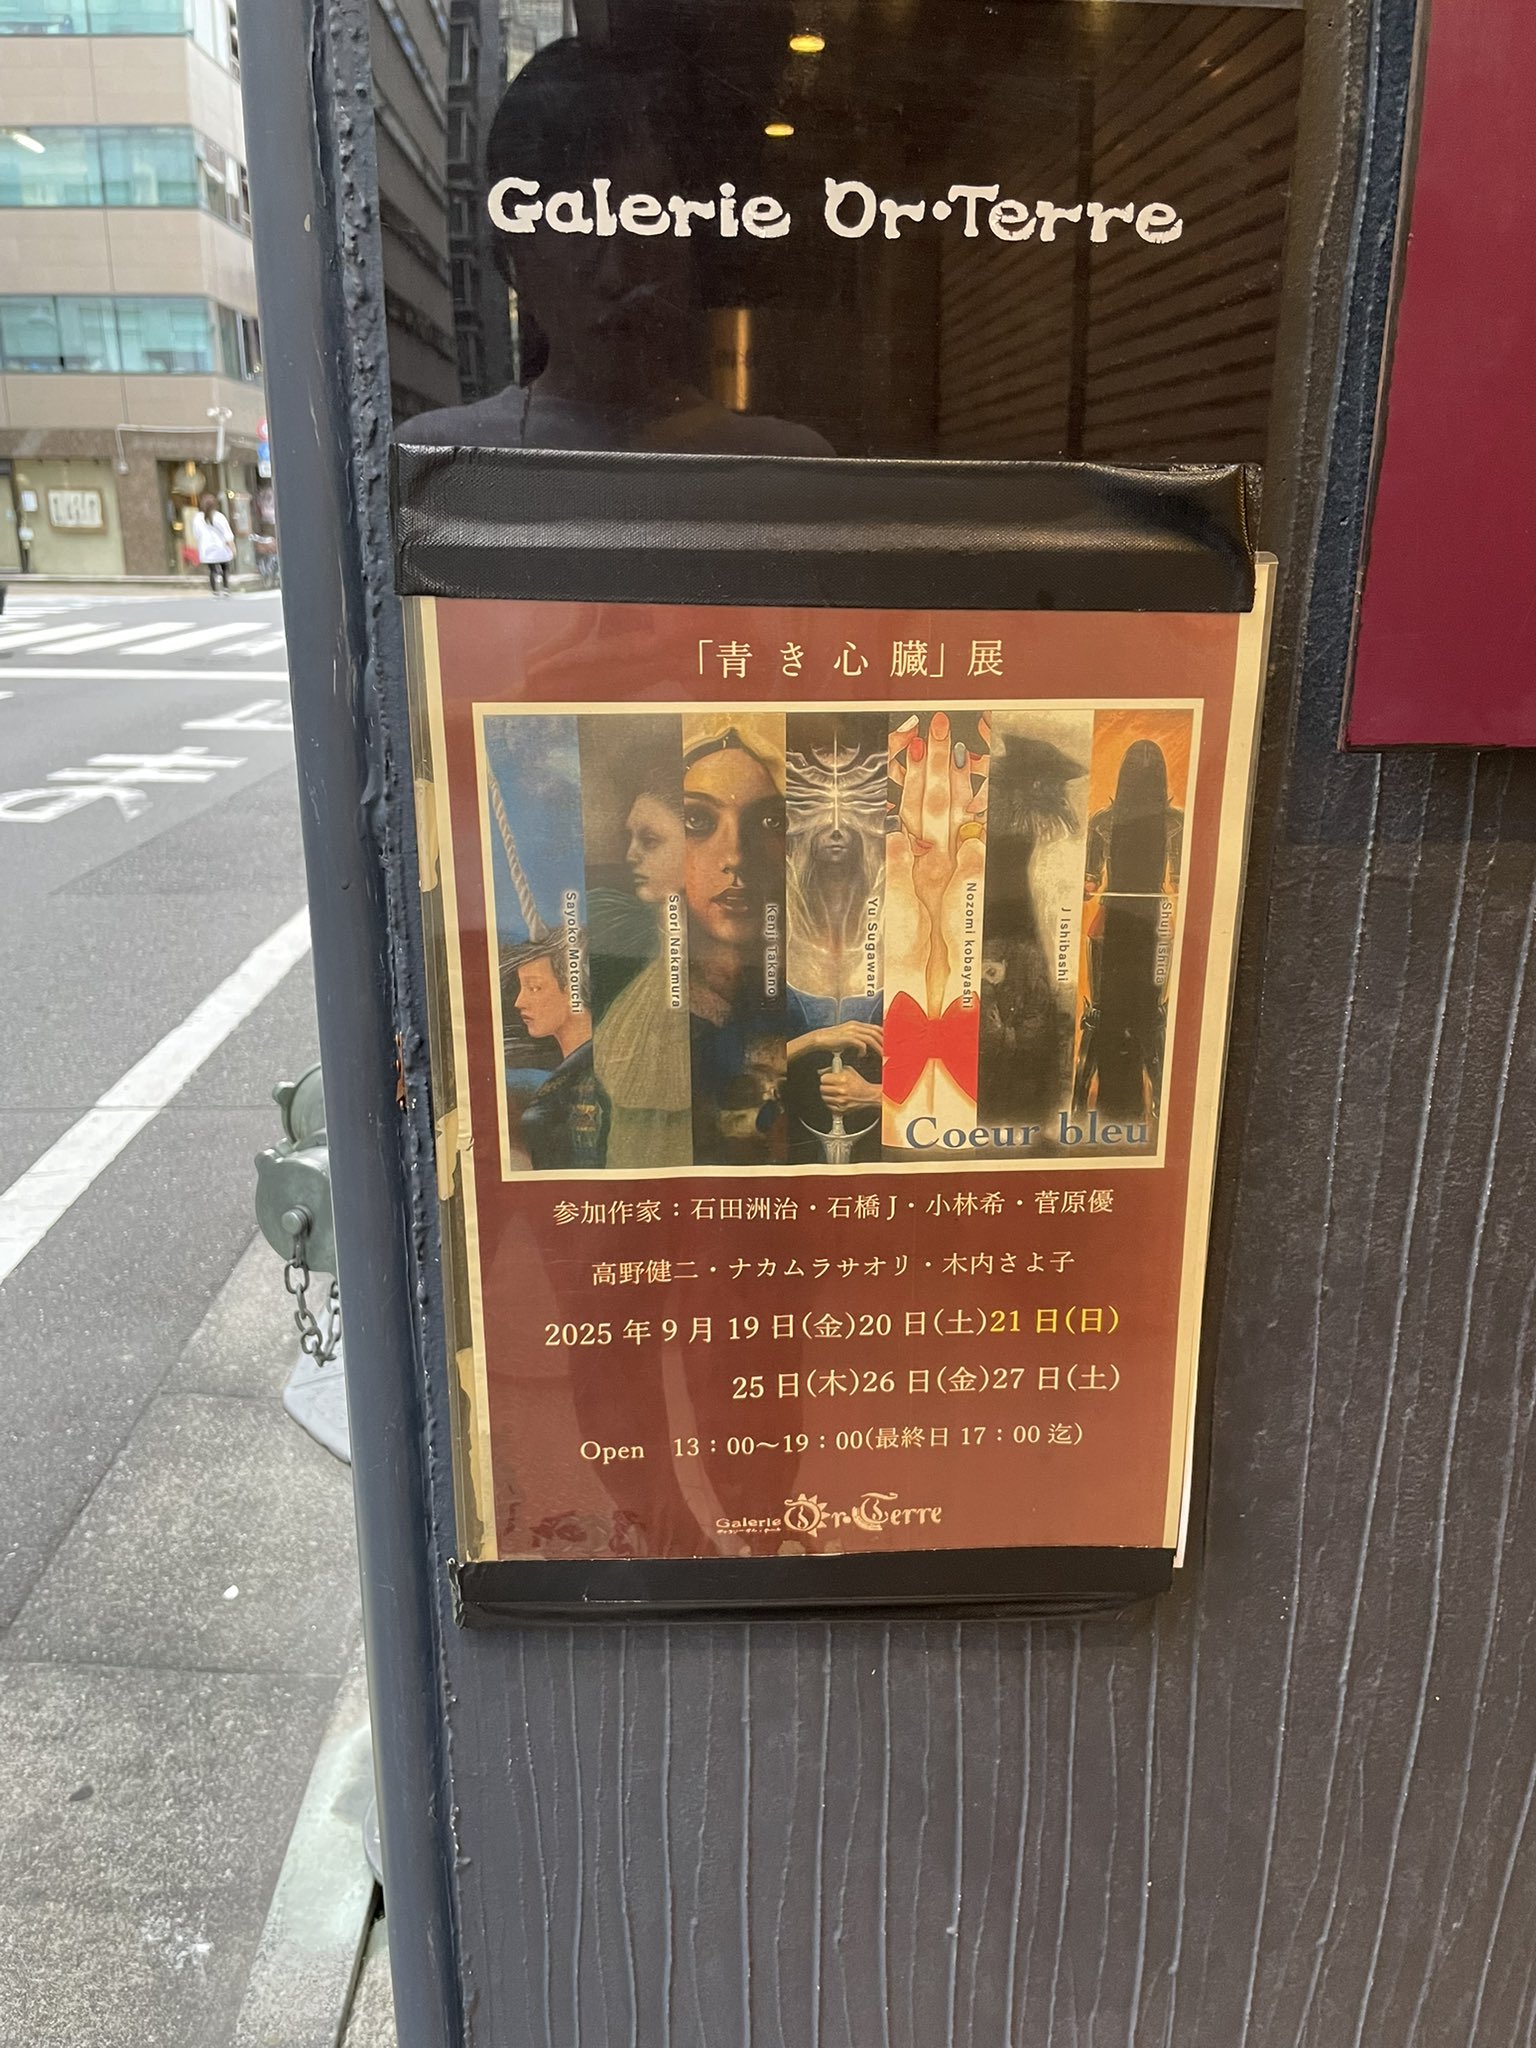 Galerie Or・Terre
「青き心臓」展
Sayoko Motouchi
Saori Nakamura
Kenji Takano
Yu Sugawara
Nozomi kobayashi
J Ishibashi
Shuji Ishida
Coeur bleu
参加作家：石田洲治・石橋J・小林希・菅原優
高野健二・ナカムラサオリ・木内さよ子
2025年9月19日(金)20日(土)21日(日)
25日(木)26日(金)27日(土)
Open 13：00～19：00(最終日17：00迄)
Galerie Or・Terre